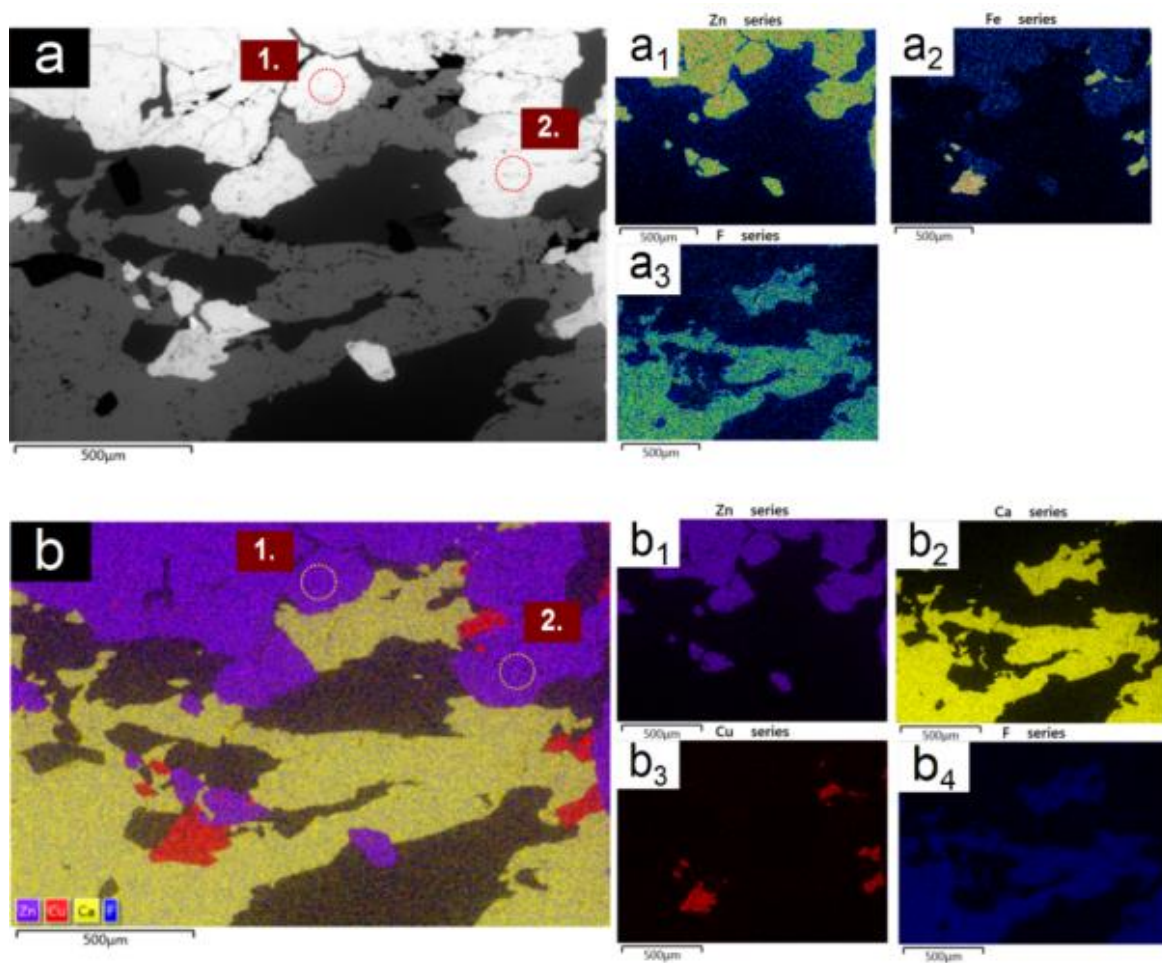 a
1.
2.
500μm
Zn series
a1
500μm
Fe series
a2
500μm
F series
a3
500μm
b
1.
2.
Zn Cu Ca F
500μm
Zn series
b1
500μm
Ca series
b2
500μm
Cu series
b3
500μm
F series
b4
500μm